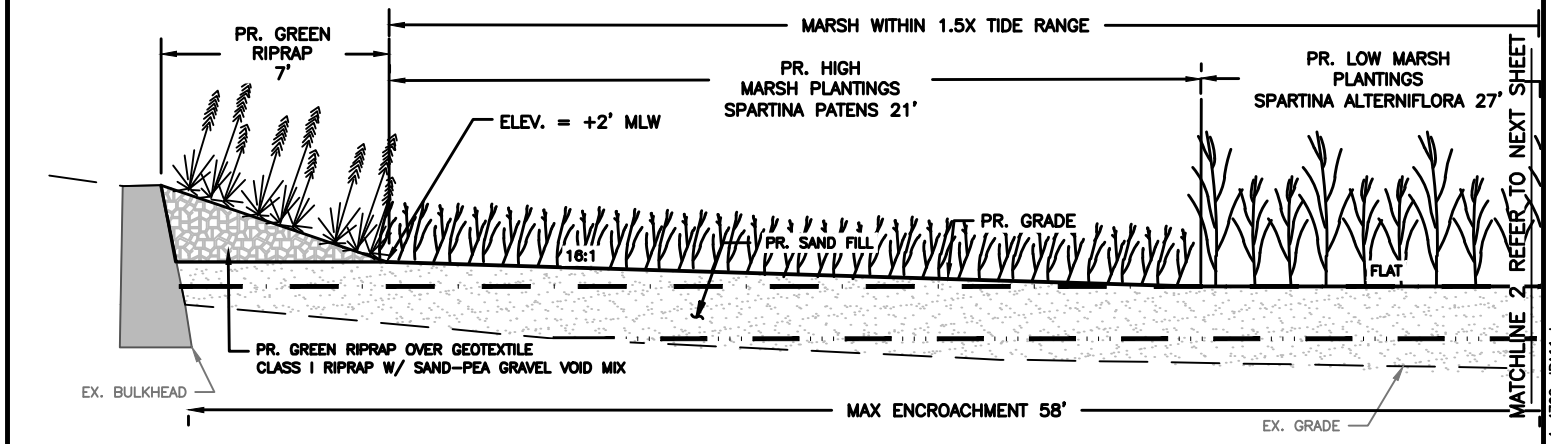 MARSH WITHIN 1.5X TIDE RANGE
PR. GREEN
RIPRAP
7'
PR. HIGH
MARSH PLANTINGS
SPARTINA PATENS 21'
PR. LOW MARSH
PLANTINGS
SPARTINA ALTERNIFLORA 27'
ELEV. = +2' MLW
PR. GRADE
PR. SAND FILL
16:1
FLAT
MATCHLINE 2 REFER TO NEXT SHEET
PR. GREEN RIPRAP OVER GEOTEXTILE
CLASS I RIPRAP W/ SAND-PEA GRAVEL VOID MIX
EX. BULKHEAD
MAX ENCROACHMENT 58'
EX. GRADE